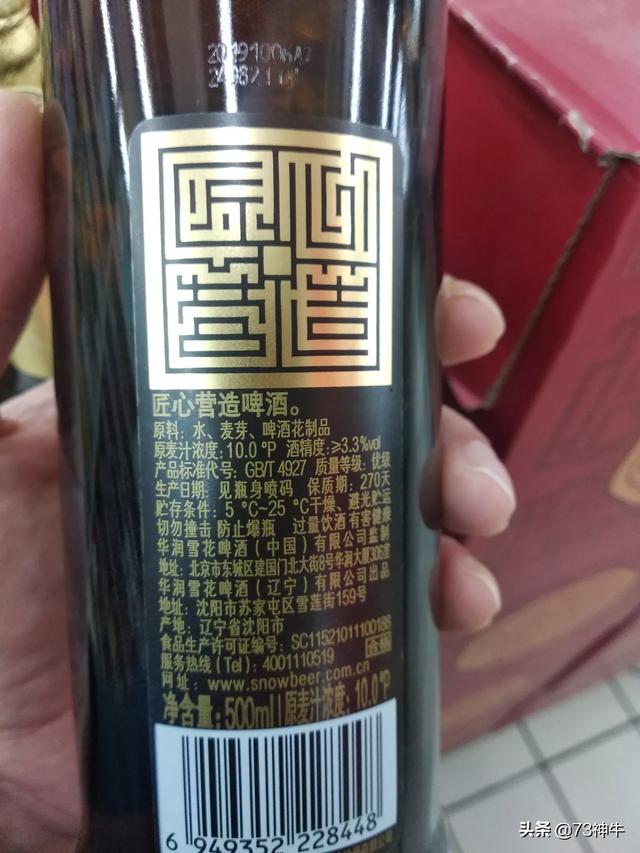 20191006A2
匠心营造
匠心营造啤酒。
原料: 水、麦芽、啤酒花制品
原麦汁浓度: 10.0 °P 酒精度: ≥3.3%vol
产品标准代号: GB/T 4927 质量等级: 优级
生产日期: 见瓶身喷码 保质期: 270天
贮存条件: 5 ℃~25 ℃干燥、避光贮运
切勿撞击 防止爆瓶 过量饮酒 有害健康
华润雪花啤酒(中国)有限公司监制
地址: 北京市东城区建国门北大街8号华润大厦306室
华润雪花啤酒(辽宁)有限公司出品
地址: 沈阳市苏家屯区雪莲街159号
产地: 辽宁省沈阳市
食品生产许可证编号: SC11521011100188
服务热线(Tel): 4001110519
网址: www.snowbeer.com.cn
净含量: 500ml 原麦汁浓度: 10.0°P
6 949352 228448
头条 @73神牛